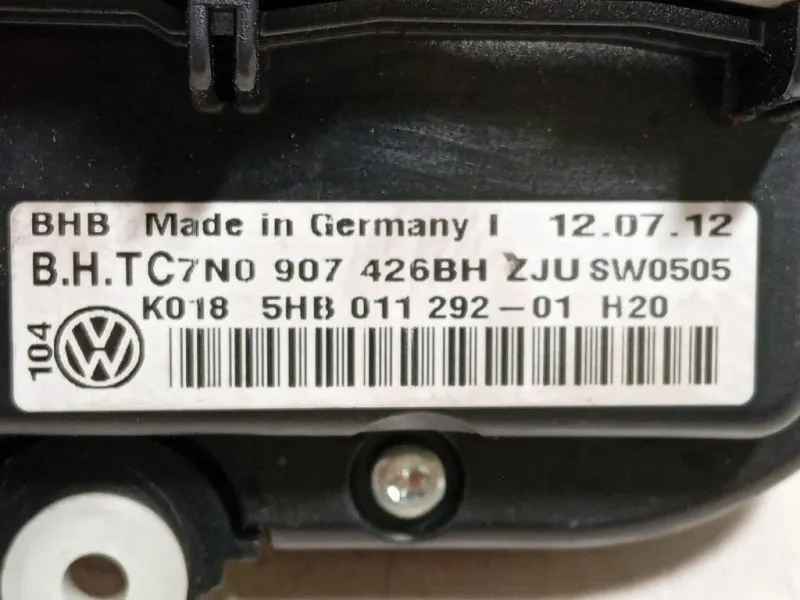 BHB Made in Germany I 12.07.12
B.H.TC7N0 907 426BH ZJU SW0505
K018 5HB 011 292-01 H20
104